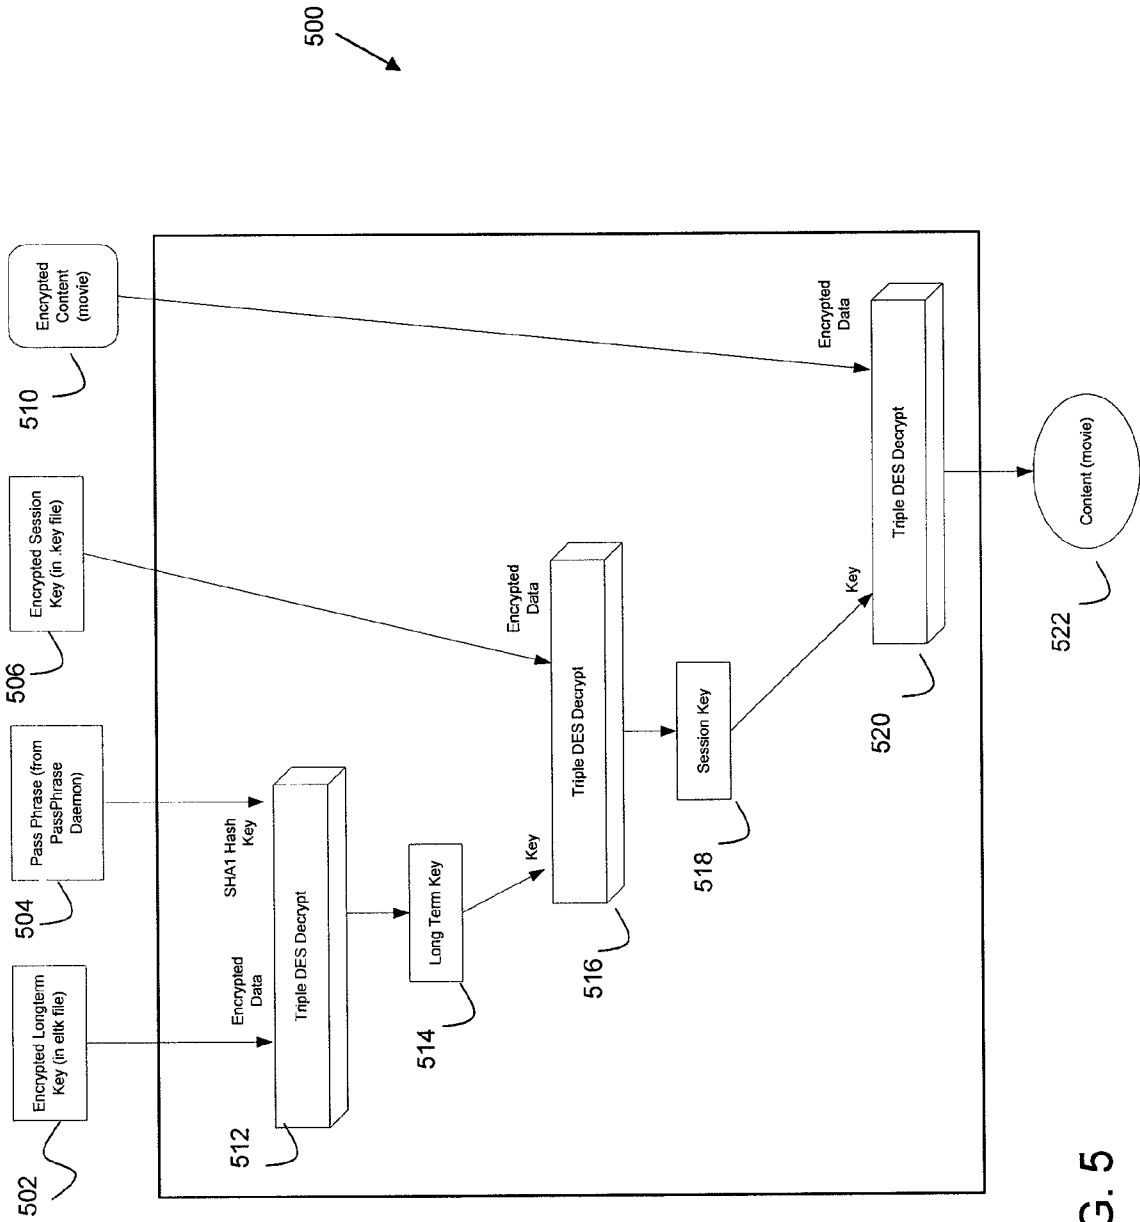 502
Encrypted Longterm
Key (in eltk file)
504
Pass Phrase (from
PassPhrase
Daemon)
506
Encrypted Session
Key (in .key file)
510
Encrypted
Content
(movie)
500
Encrypted
Data
SHA1 Hash
Key
512
Triple DES Decrypt
514
Long Term Key
Key
Encrypted
Data
516
Triple DES Decrypt
518
Session Key
Key
Encrypted
Data
520
Triple DES Decrypt
522
Content (movie)
G. 5